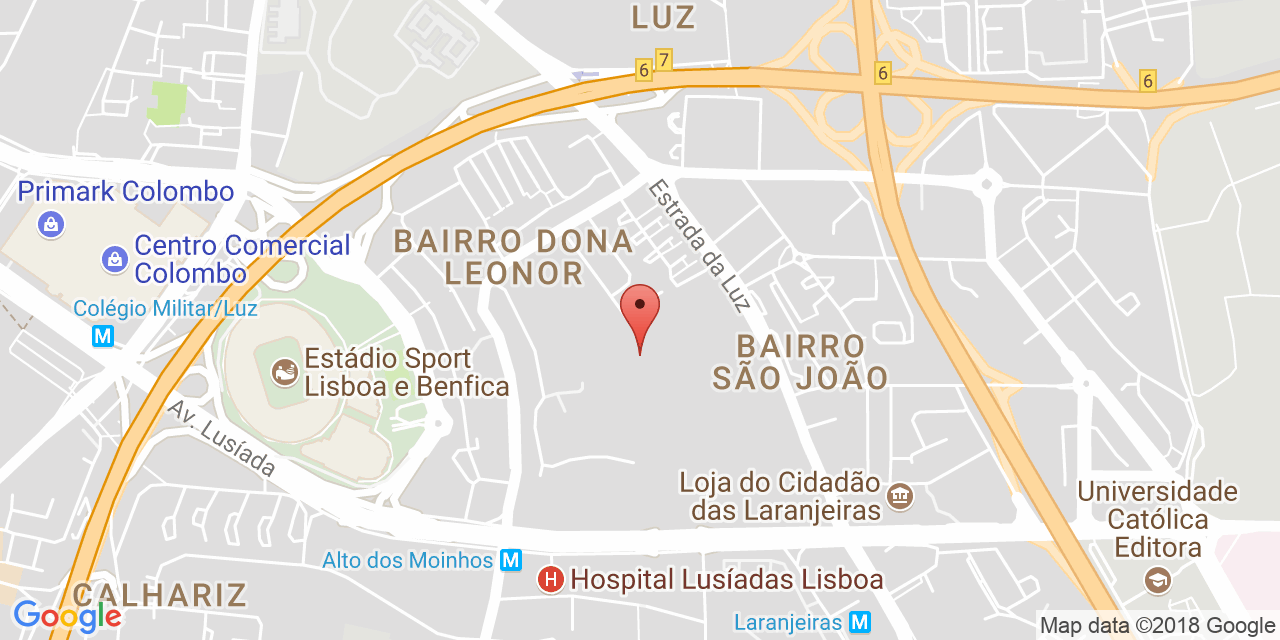 LUZ
7
6
6
6
Primark Colombo
Estrada da Luz
BAIRRO DONA
LEONOR
Centro Comercial
Colombo
Colégio Militar/Luz
M
BAIRRO
SÃO JOÃO
Estádio Sport
Lisboa e Benfica
Av. Lusíada
Loja do Cidadão
das Laranjeiras
Universidade
Católica
Editora
Alto dos Moinhos M
H Hospital Lusíadas Lisboa
CALHARIZ
Google
Laranjeiras M
Map data ©2018 Google